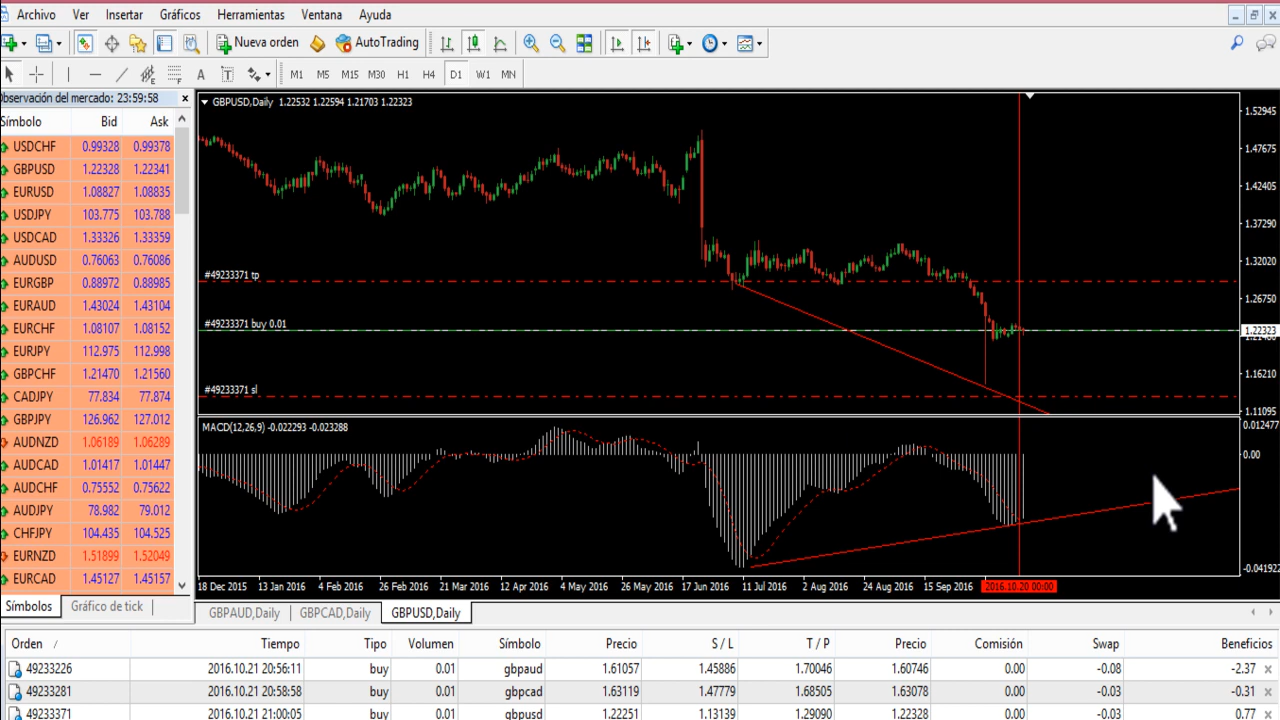 Archivo Ver Insertar Gráficos Herramientas Ventana Ayuda
Nueva orden AutoTrading
A T M1 M5 M15 M30 H1 H4 D1 W1 MN
Observación del mercado: 23:59:58
Símbolo Bid Ask
USDCHF 0.99328 0.99378
GBPUSD 1.22328 1.22341
EURUSD 1.08827 1.08835
USDJPY 103.775 103.788
USDCAD 1.33326 1.33359
AUDUSD 0.76063 0.76086
EURGBP 0.88972 0.88985
EURAUD 1.43024 1.43104
EURCHF 1.08107 1.08152
EURJPY 112.975 112.998
GBPCHF 1.21470 1.21560
CADJPY 77.834 77.874
GBPJPY 126.962 127.012
AUDNZD 1.06189 1.06289
AUDCAD 1.01417 1.01447
AUDCHF 0.75552 0.75622
AUDJPY 78.982 79.012
CHFJPY 104.435 104.525
EURNZD 1.51899 1.52049
EURCAD 1.45127 1.45157
Símbolos Gráfico de tick
GBPUSD,Daily 1.22532 1.22594 1.21703 1.22323
1.52945
1.47675
1.42405
1.37290
1.32020
1.26750
1.22323
1.16210
1.11095
#49233371 tp
#49233371 buy 0.01
#49233371 sl
MACD(12,26,9) -0.022293 -0.023288
0.012477
0.00
-0.041922
18 Dec 2015 13 Jan 2016 4 Feb 2016 26 Feb 2016 21 Mar 2016 12 Apr 2016 4 May 2016 26 May 2016 17 Jun 2016 11 Jul 2016 2 Aug 2016 24 Aug 2016 15 Sep 2016 2016.10.20 00:00
GBPAUD,Daily GBPCAD,Daily GBPUSD,Daily
Orden / Tiempo Tipo Volumen Símbolo Precio S / L T / P Precio Comisión Swap Beneficios
49233226 2016.10.21 20:56:11 buy 0.01 gbpaud 1.61057 1.45886 1.70046 1.60746 0.00 -0.08 -2.37
49233281 2016.10.21 20:58:58 buy 0.01 gbpcad 1.63119 1.47779 1.68505 1.63078 0.00 -0.03 -0.31
49233371 2016.10.21 21:00:05 buy 0.01 gbpusd 1.22251 1.13139 1.29090 1.22328 0.00 -0.03 0.77